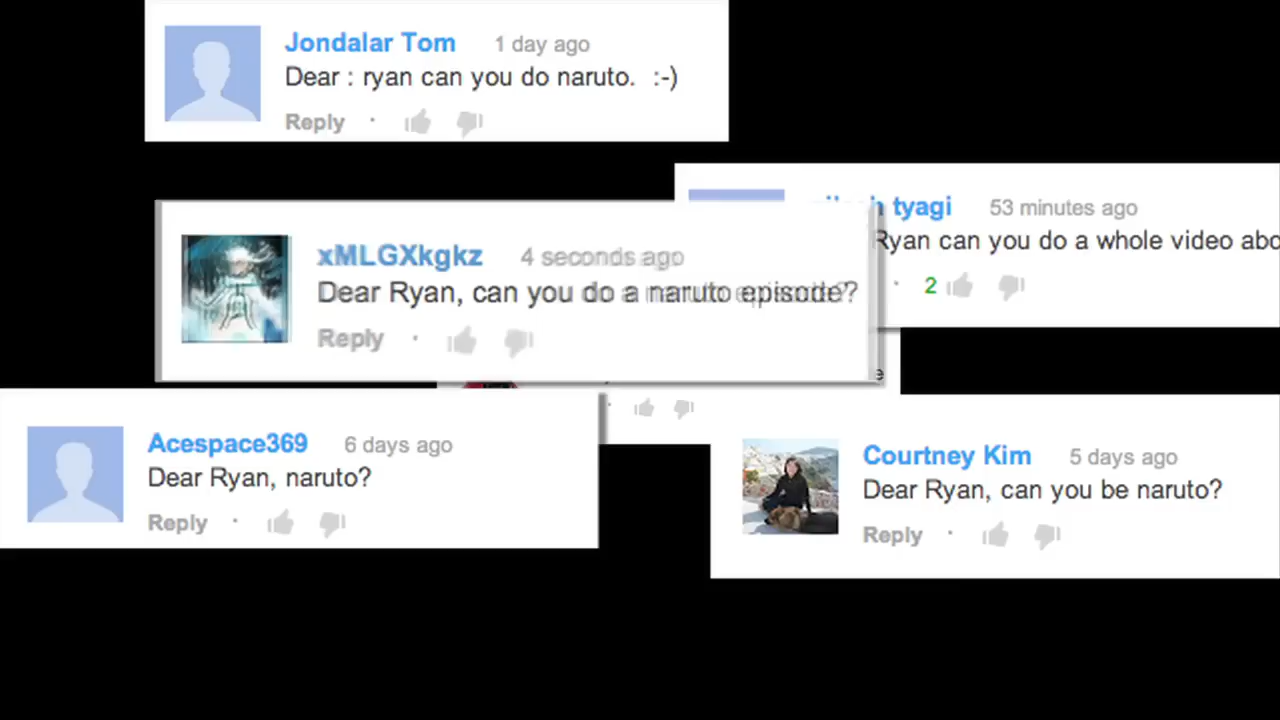 Jondalar Tom 1 day ago
Dear : ryan can you do naruto. :-)
Reply ·
tyagi 53 minutes ago
Ryan can you do a whole video
· 2
xMLGXkgkz 4 seconds ago
Dear Ryan, can you do a naruto episode?
Reply ·
Acespace369 6 days ago
Dear Ryan, naruto?
Reply ·
Courtney Kim 5 days ago
Dear Ryan, can you be naruto?
Reply ·